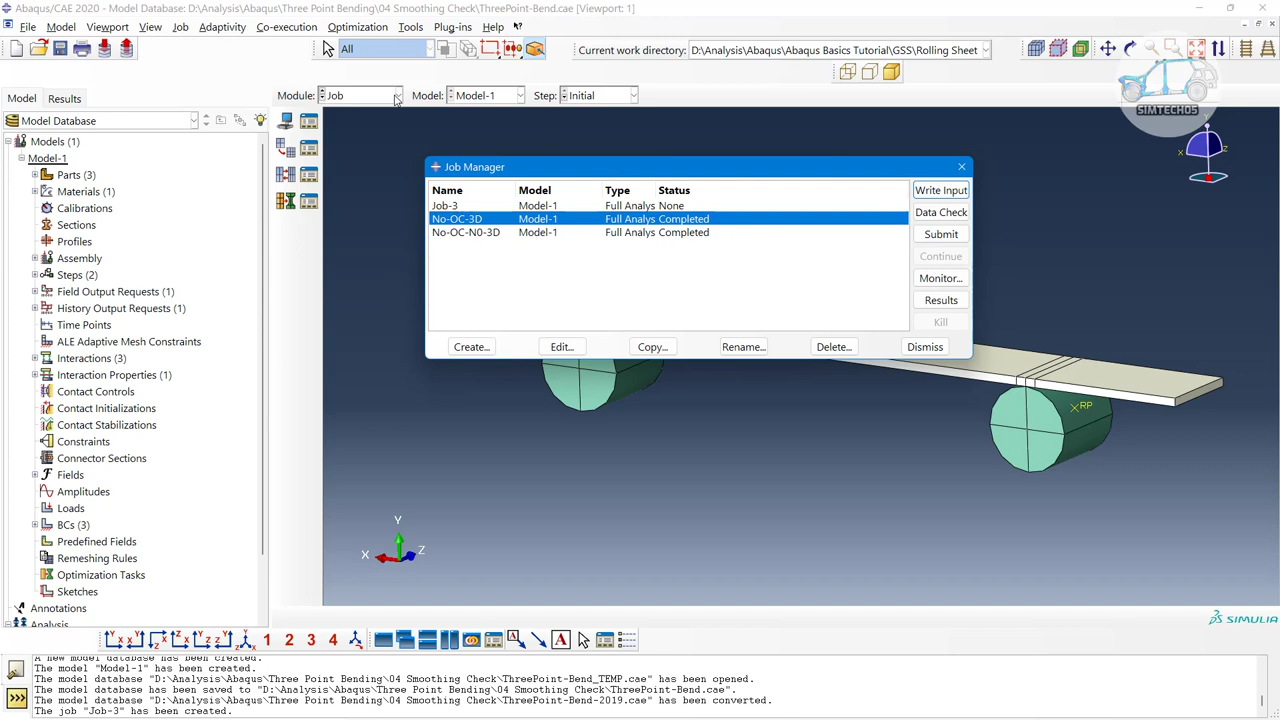 Abaqus/CAE 2020 - Model Database: D:\Analysis\Abaqus\Three Point Bending\04 Smoothing Check\ThreePoint-Bend.cae [Viewport: 1]
File Model Viewport View Job Adaptivity Co-execution Optimization Tools Plug-ins Help
All
Current work directory: D:\Analysis\Abaqus\Abaqus Basics Tutorial\GSS\Rolling Sheet
SIMTECH05
Model Results
Module: Job Model: Model-1 Step: Initial
Model Database
Models (1)
Model-1
Parts (3)
Materials (1)
Calibrations
Sections
Profiles
Assembly
Steps (2)
Field Output Requests (1)
History Output Requests (1)
Time Points
ALE Adaptive Mesh Constraints
Interactions (3)
Interaction Properties (1)
Contact Controls
Contact Initializations
Contact Stabilizations
Constraints
Connector Sections
Fields
Amplitudes
Loads
BCs (3)
Predefined Fields
Remeshing Rules
Optimization Tasks
Sketches
Annotations
Analysis
Job Manager
Name Model Type Status
Job-3 Model-1 Full Analys None
No-OC-3D Model-1 Full Analys Completed
No-OC-N0-3D Model-1 Full Analys Completed
Write Input
Data Check
Submit
Continue
Monitor...
Results
Kill
Create... Edit... Copy... Rename... Delete... Dismiss
Y
X Z
RP
Y
X Z
SIMULIA
1 2 3 4
A
A new model database has been created.
The model "Model-1" has been created.
The model database "D:\Analysis\Abaqus\Three Point Bending\04 Smoothing Check\ThreePoint-Bend_TEMP.cae" has been opened.
The model database has been saved to "D:\Analysis\Abaqus\Three Point Bending\04 Smoothing Check\ThreePoint-Bend.cae".
The model database "D:\Analysis\Abaqus\Three Point Bending\04 Smoothing Check\ThreePoint-Bend-2019.cae" has been converted.
The job "Job-3" has been created.